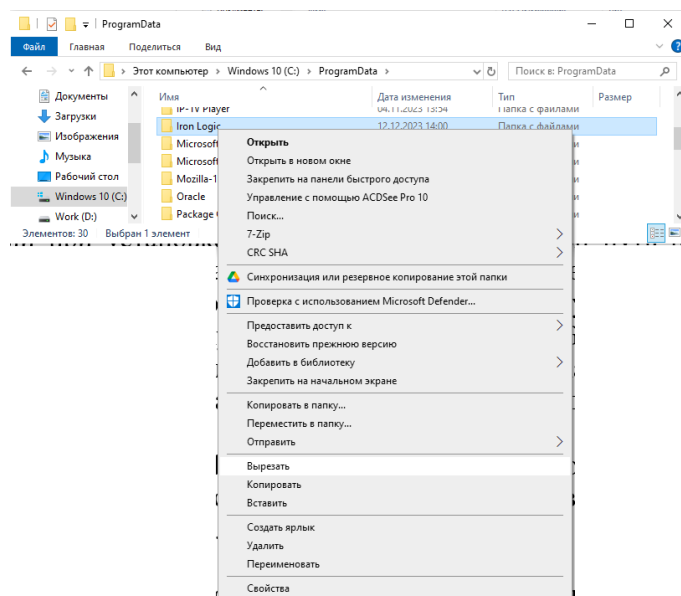 ProgramData
Файл Главная Поделиться Вид
Этот компьютер > Windows 10 (C:) > ProgramData >
Поиск в: ProgramData
Имя Дата изменения Тип Размер
Документы
Загрузки
Изображения
Музыка
Рабочий стол
Windows 10 (C:)
Work (D:)
IP-TV Player 04.11.2023 13:54 Папка с файлами
Iron Logic 12.12.2023 14:00 Папка с файлами
Microsoft
Microsoft
Mozilla-1
Oracle
Package
Элементов: 30 Выбран 1 элемент
Открыть
Открыть в новом окне
Закрепить на панели быстрого доступа
Управление с помощью ACDSee Pro 10
Поиск...
7-Zip
CRC SHA
Синхронизация или резервное копирование этой папки
Проверка с использованием Microsoft Defender...
Предоставить доступ к
Восстановить прежнюю версию
Добавить в библиотеку
Закрепить на начальном экране
Копировать в папку...
Переместить в папку...
Отправить
Вырезать
Копировать
Вставить
Создать ярлык
Удалить
Переименовать
Свойства